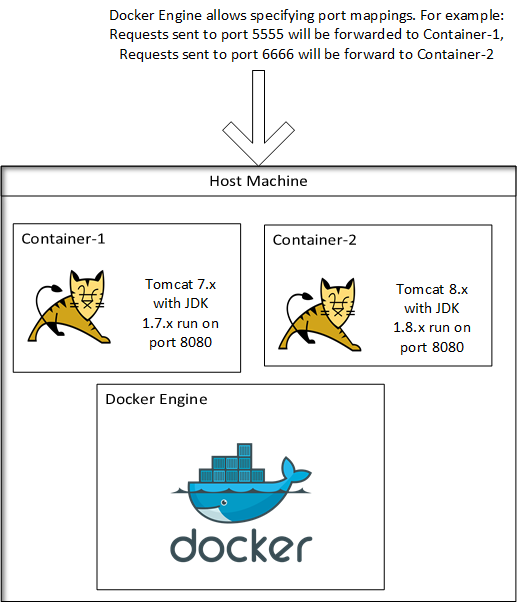 Docker Engine allows specifying port mappings. For example:
Requests sent to port 5555 will be forwarded to Container-1,
Requests sent to port 6666 will be forward to Container-2
Host Machine
Container-1
Tomcat 7.x
with JDK
1.7.x run on
port 8080
Container-2
Tomcat 8.x
with JDK
1.8.x run on
port 8080
Docker Engine
docker